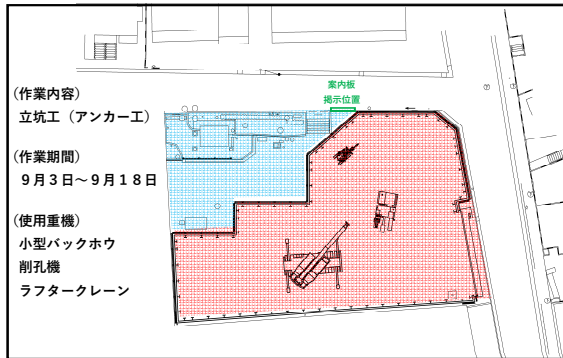 案内板
掲示位置
(作業内容)
立坑工（アンカー工）
(作業期間)
９月３日～９月１８日
(使用重機)
小型バックホウ
削孔機
ラフタークレーン